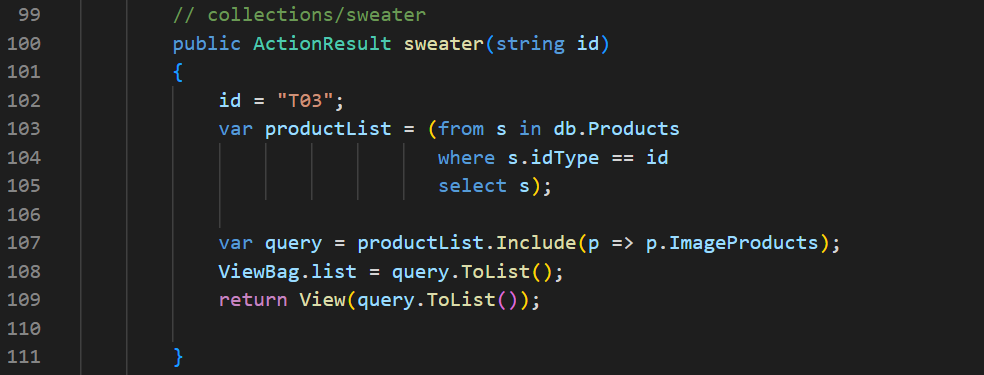 99 // collections/sweater
100 public ActionResult sweater(string id)
101 {
102 id = "T03";
103 var productList = (from s in db.Products
104 where s.idType == id
105 select s);
106
107 var query = productList.Include(p => p.ImageProducts);
108 ViewBag.list = query.ToList();
109 return View(query.ToList());
110
111 }